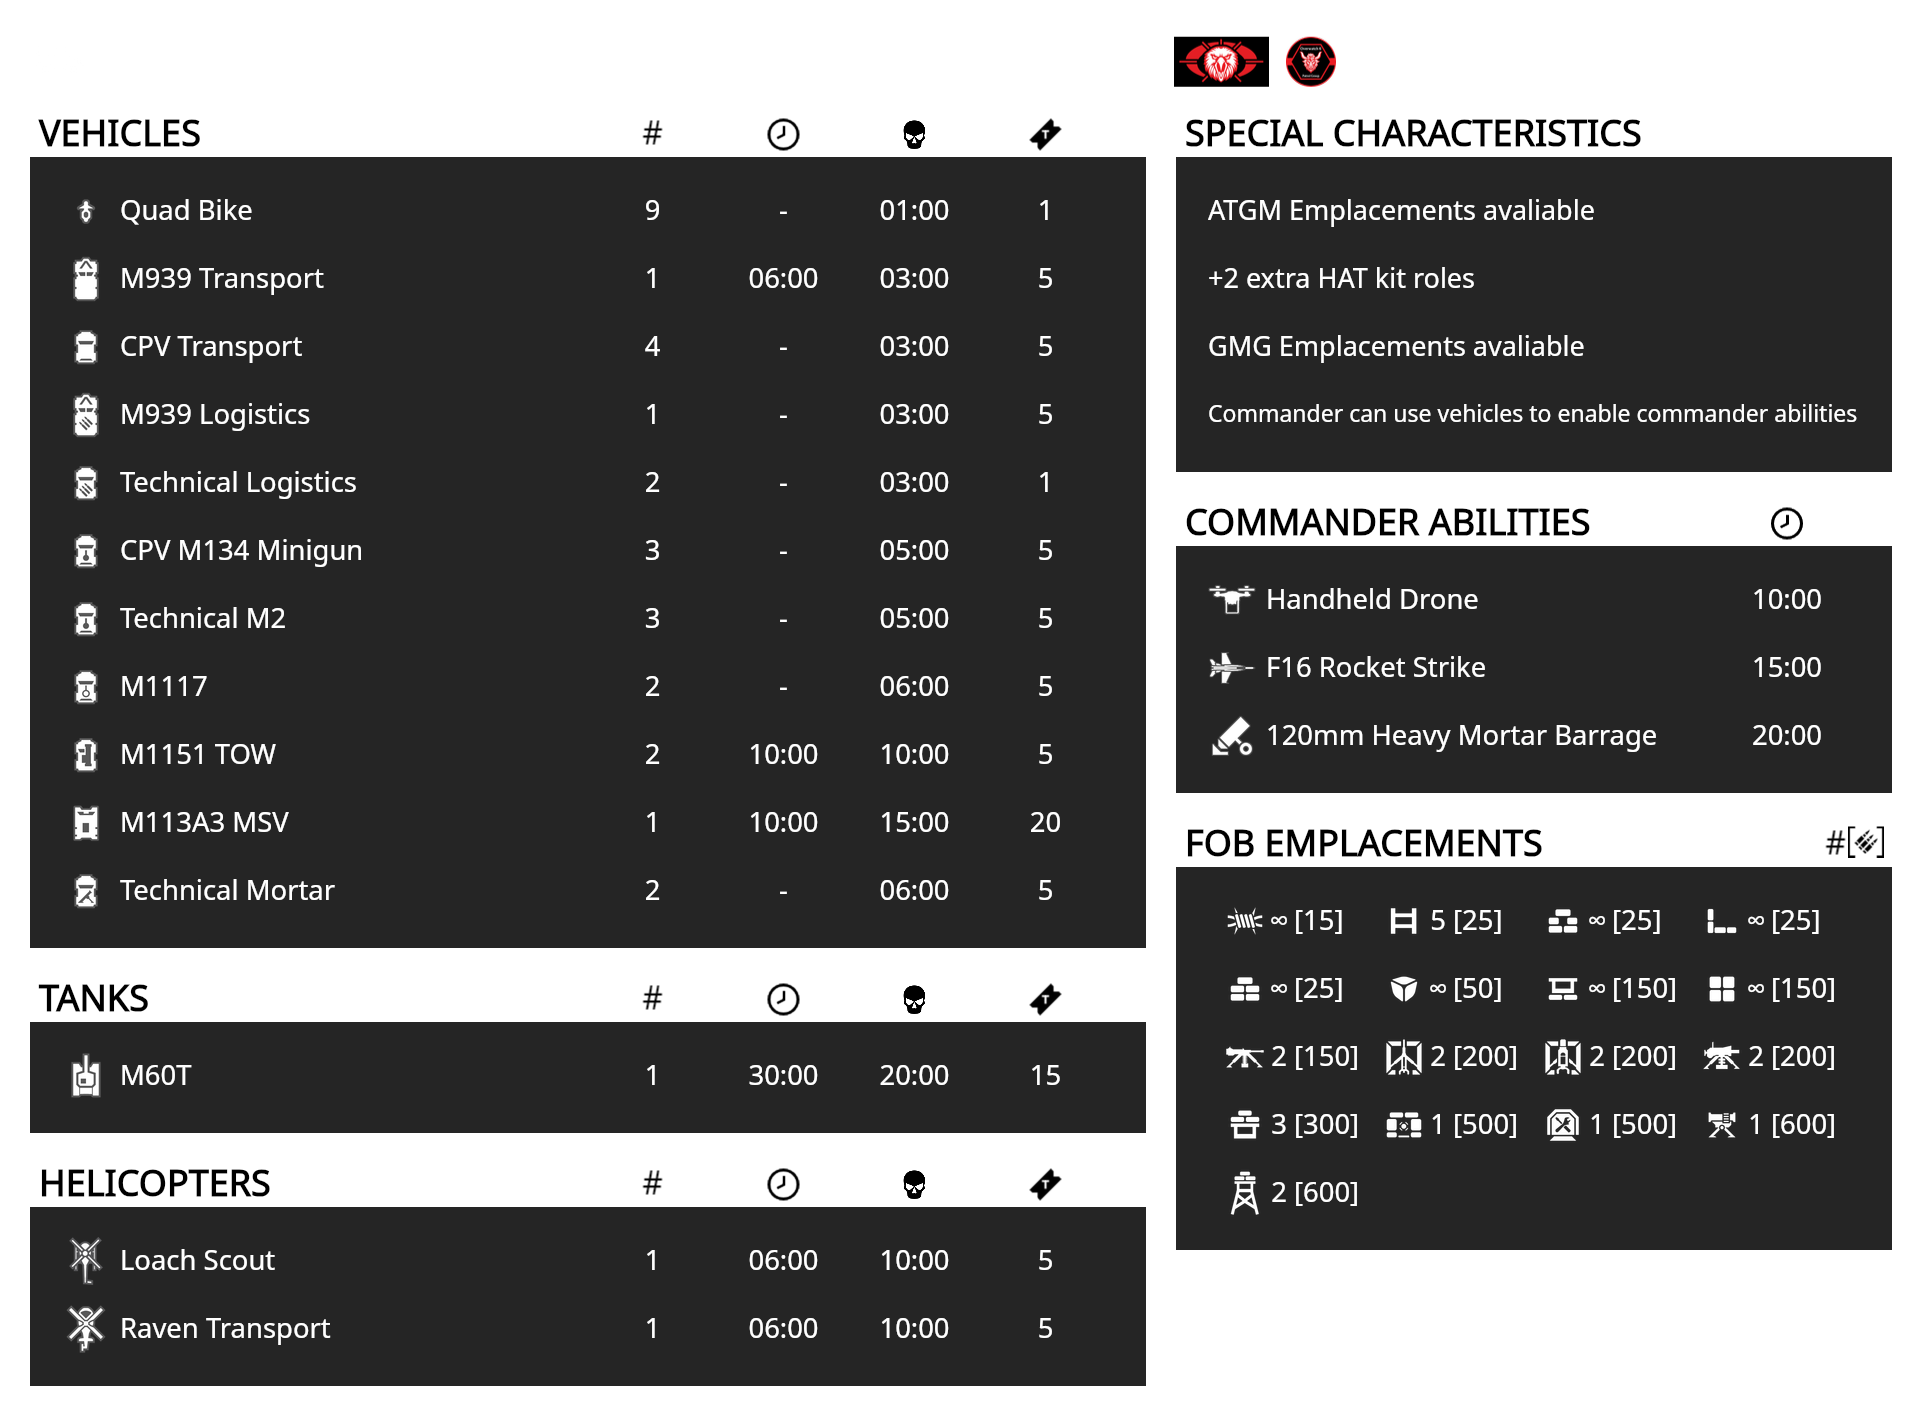 VEHICLES #
Quad Bike 9 - 01:00 1
M939 Transport 1 06:00 03:00 5
CPV Transport 4 - 03:00 5
M939 Logistics 1 - 03:00 5
Technical Logistics 2 - 03:00 1
CPV M134 Minigun 3 - 05:00 5
Technical M2 3 - 05:00 5
M1117 2 - 06:00 5
M1151 TOW 2 10:00 10:00 5
M113A3 MSV 1 10:00 15:00 20
Technical Mortar 2 - 06:00 5
TANKS #
M60T 1 30:00 20:00 15
HELICOPTERS #
Loach Scout 1 06:00 10:00 5
Raven Transport 1 06:00 10:00 5
SPECIAL CHARACTERISTICS
ATGM Emplacements avaliable
+2 extra HAT kit roles
GMG Emplacements avaliable
Commander can use vehicles to enable commander abilities
COMMANDER ABILITIES
Handheld Drone 10:00
F16 Rocket Strike 15:00
120mm Heavy Mortar Barrage 20:00
FOB EMPLACEMENTS #[]
∞ [15] 5 [25] ∞ [25] ∞ [25]
∞ [25] ∞ [50] ∞ [150] ∞ [150]
2 [150] 2 [200] 2 [200] 2 [200]
3 [300] 1 [500] 1 [500] 1 [600]
2 [600]